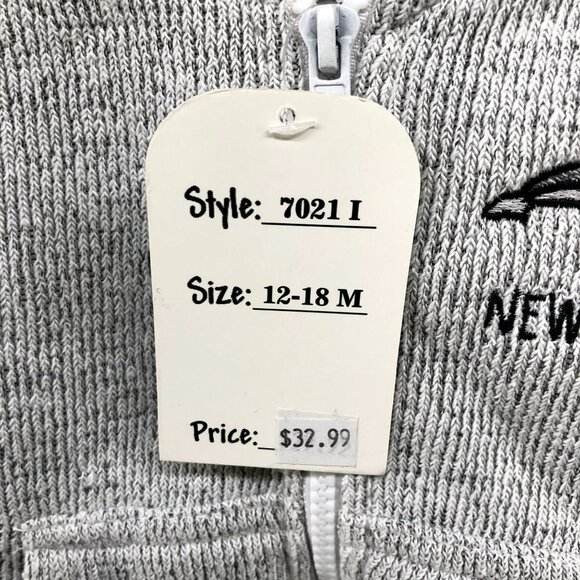 Style: 7021 I
Size: 12-18 M
Price: $32.99
NEW